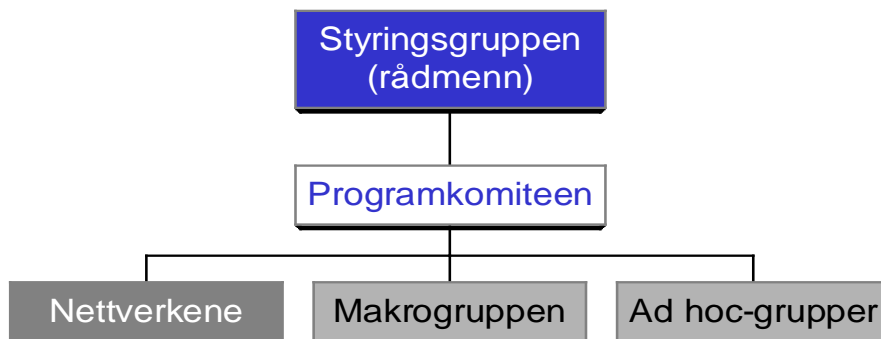 Styringsgruppen
(rådmenn)
Programkomiteen
Nettverkene
Makrogruppen
Ad hoc-grupper